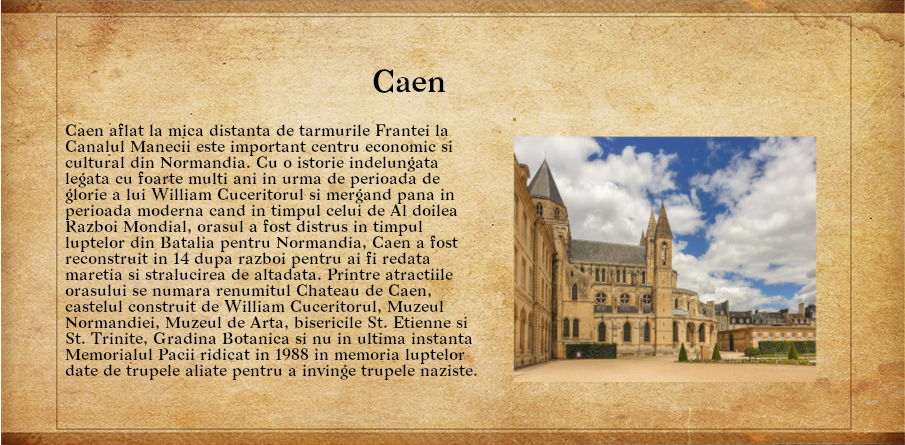 Caen
Caen aflat la mica distanta de tarmurile Frantei la
Canalul Manecii este important centru economic si
cultural din Normandia. Cu o istorie indelungata
legata cu foarte multi ani in urma de perioada de
glorie a lui William Cuceritorul si mergand pana in
perioada moderna cand in timpul celui de Al doilea
Razboi Mondial, orasul a fost distrus in timpul
luptelor din Batalia pentru Normandia, Caen a fost
reconstruit in 14 dupa razboi pentru ai fi redata
maretia si stralucirea de altadata. Printre atractiile
orasului se numara renumitul Chateau de Caen,
castelul construit de William Cuceritorul, Muzeul
Normandiei, Muzeul de Arta, bisericile St. Etienne si
St. Trinite, Gradina Botanica si nu in ultima instanta
Memorialul Pacii ridicat in 1988 in memoria luptelor
date de trupele aliate pentru a invinge trupele naziste.